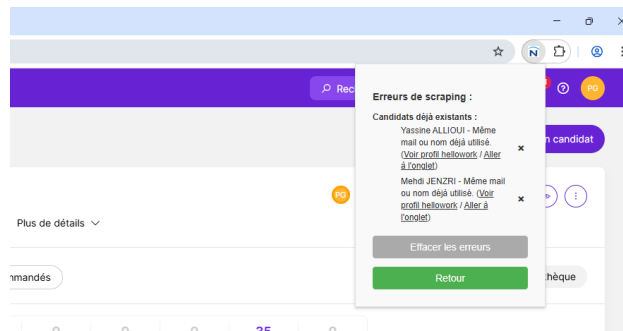 Rec
PG
Erreurs de scraping :
Candidats déjà existants :
Yassine ALLIOUI - Même
mail ou nom déjà utilisé.
(Voir profil hellowork / Aller
à l'onglet)
Mehdi JENZRI - Même mail
ou nom déjà utilisé. (Voir
profil hellowork / Aller à
l'onglet)
Effacer les erreurs
Retour
n candidat
PG
Plus de détails
mmandés
hèque
0 0 0 35 0